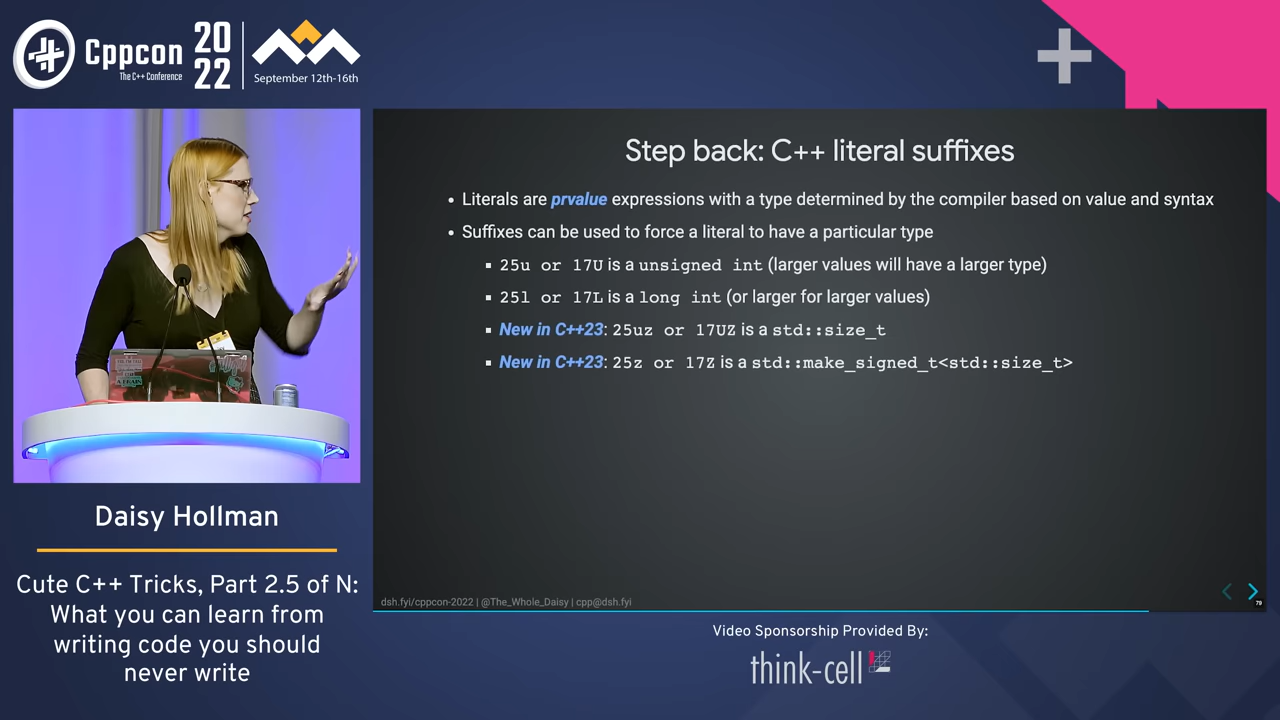 Cppcon
The C++ Conference
20
22
September 12th-16th
Step back: C++ literal suffixes
• Literals are prvalue expressions with a type determined by the compiler based on value and syntax
• Suffixes can be used to force a literal to have a particular type
▪ 25u or 17U is a unsigned int (larger values will have a larger type)
▪ 25l or 17L is a long int (or larger for larger values)
▪ New in C++23: 25uz or 17UZ is a std::size_t
▪ New in C++23: 25z or 17Z is a std::make_signed_t<std::size_t>
dsh.fyi/cppcon-2022 | @The_Whole_Daisy | cpp@dsh.fyi
79
Daisy Hollman
Cute C++ Tricks, Part 2.5 of N:
What you can learn from
writing code you should
never write
Video Sponsorship Provided By:
think-cell